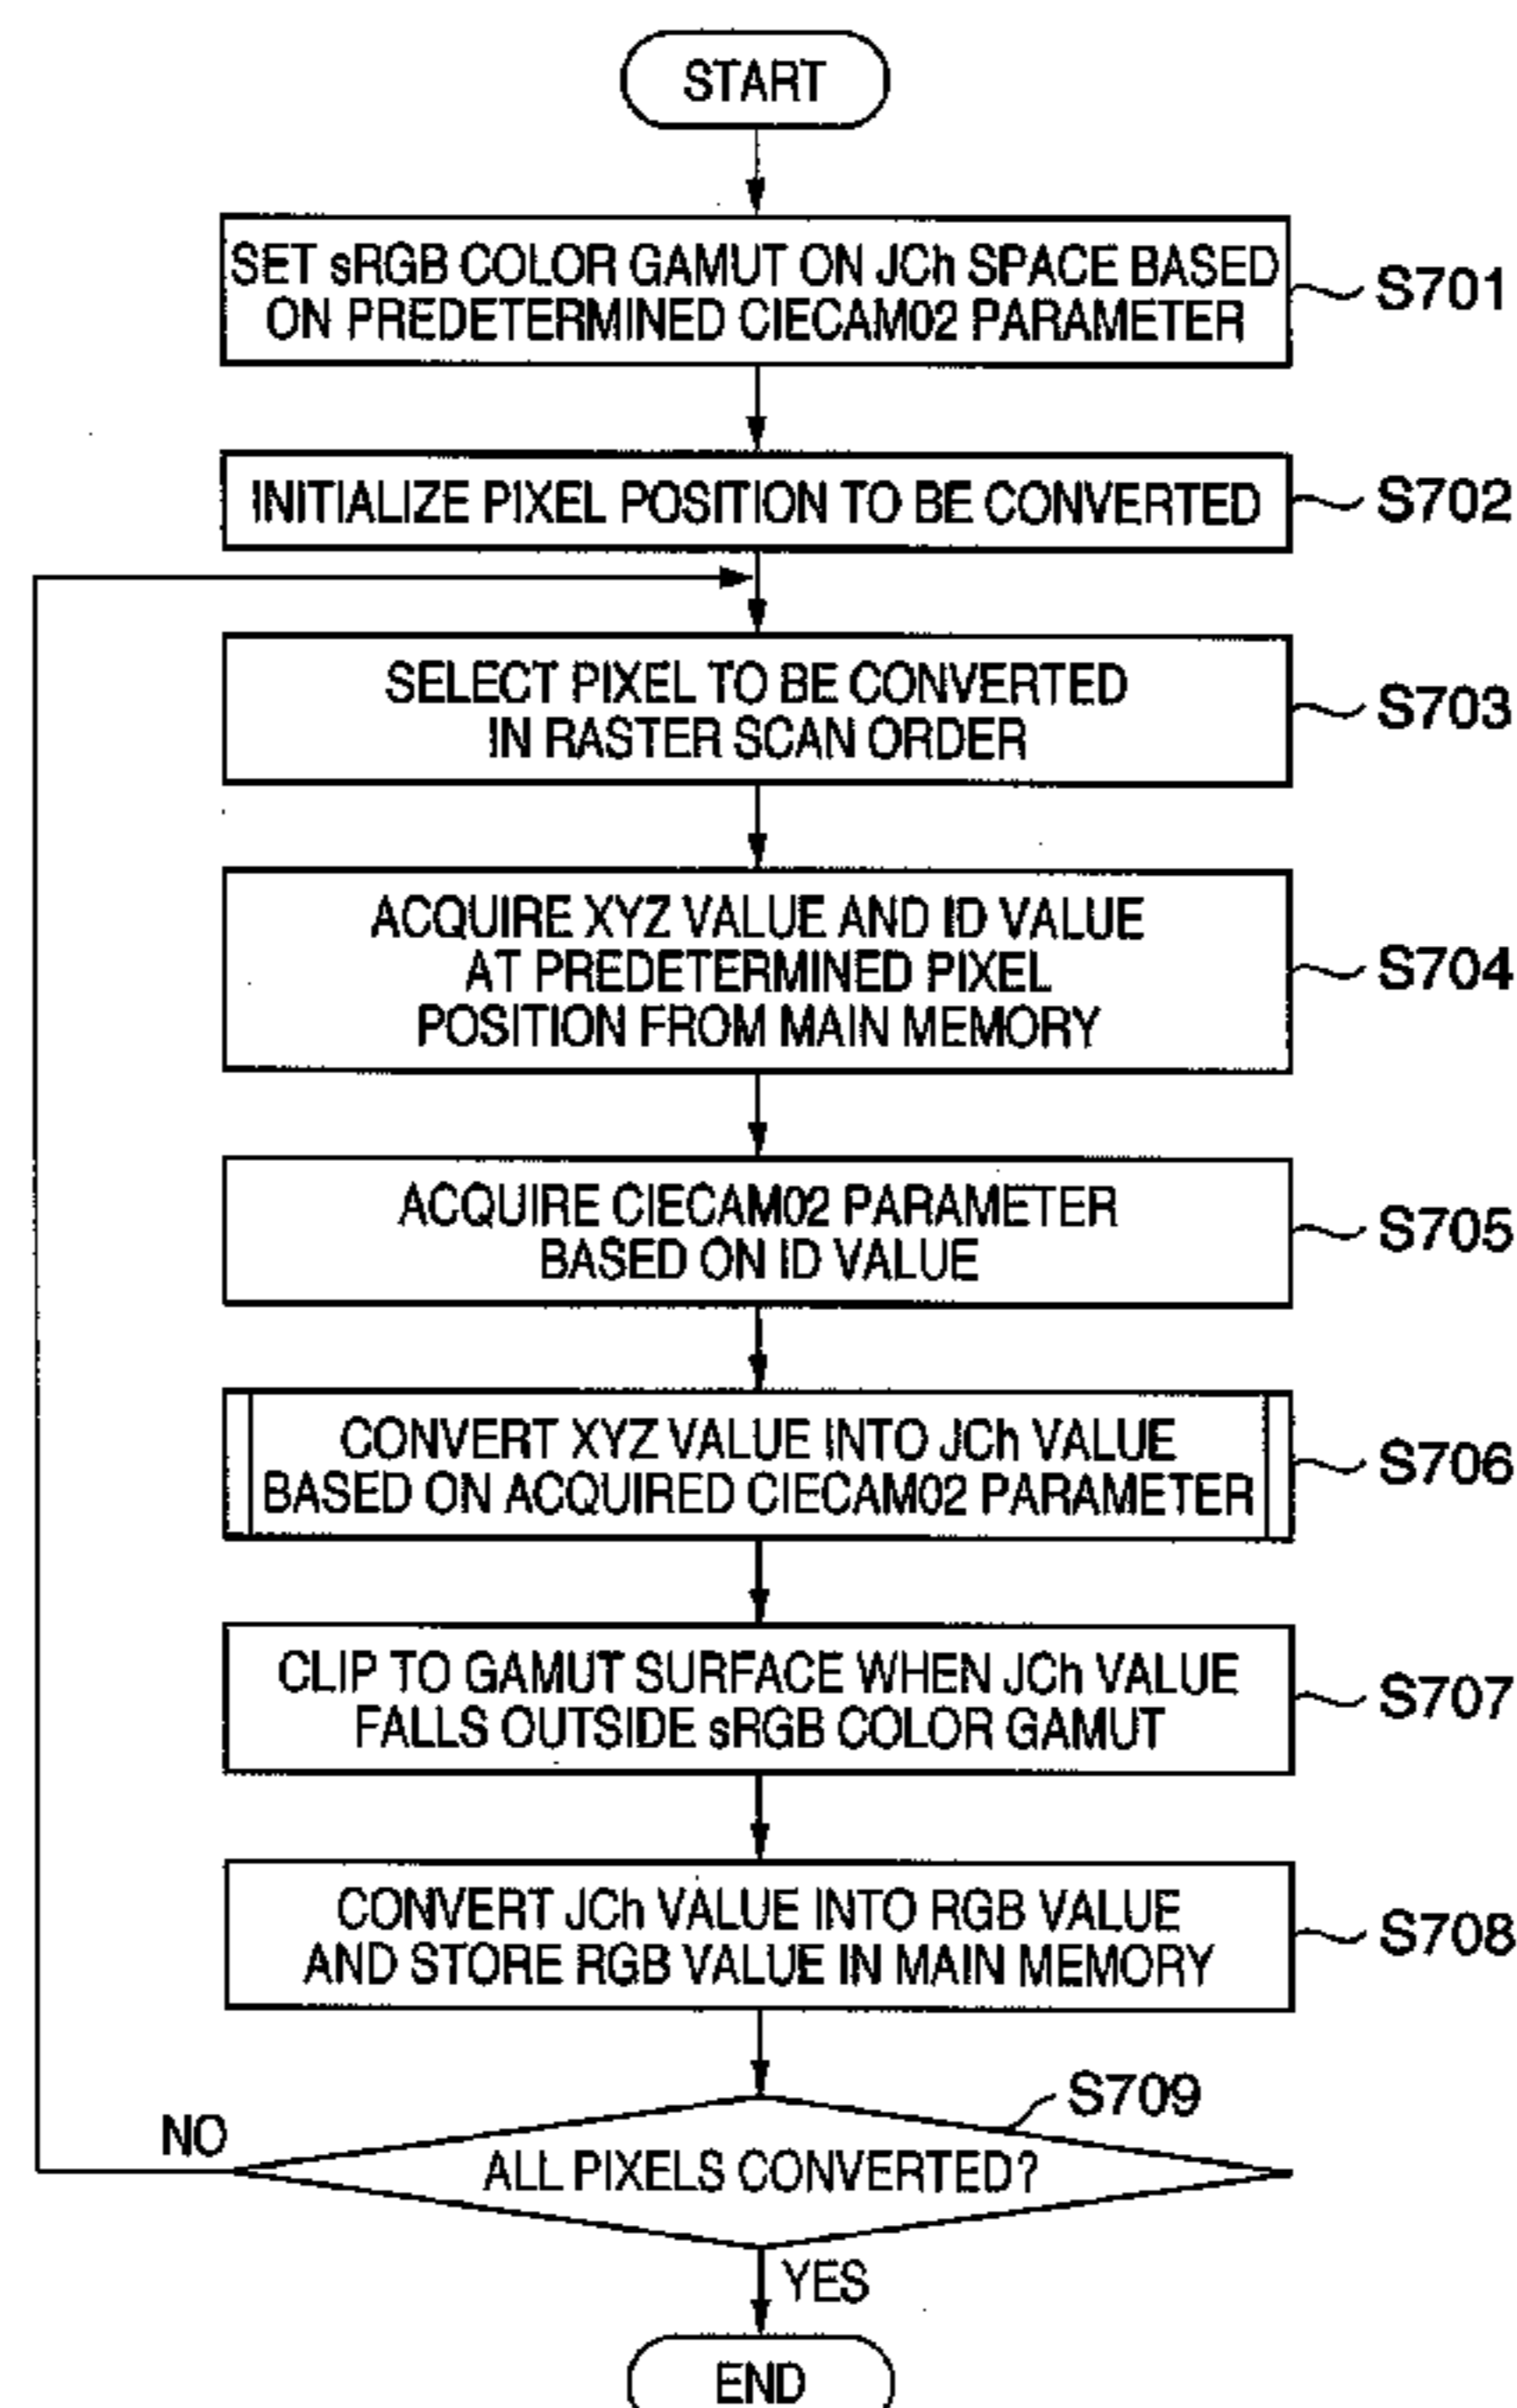 START
SET sRGB COLOR GAMUT ON JCh SPACE BASED
ON PREDETERMINED CIECAM02 PARAMETER
S701
INITIALIZE PIXEL POSITION TO BE CONVERTED
S702
SELECT PIXEL TO BE CONVERTED
IN RASTER SCAN ORDER
S703
ACQUIRE XYZ VALUE AND ID VALUE
AT PREDETERMINED PIXEL
POSITION FROM MAIN MEMORY
S704
ACQUIRE CIECAM02 PARAMETER
BASED ON ID VALUE
S705
CONVERT XYZ VALUE INTO JCh VALUE
BASED ON ACQUIRED CIECAM02 PARAMETER
S706
CLIP TO GAMUT SURFACE WHEN JCh VALUE
FALLS OUTSIDE sRGB COLOR GAMUT
S707
CONVERT JCh VALUE INTO RGB VALUE
AND STORE RGB VALUE IN MAIN MEMORY
S708
S709
NO
ALL PIXELS CONVERTED?
YES
END